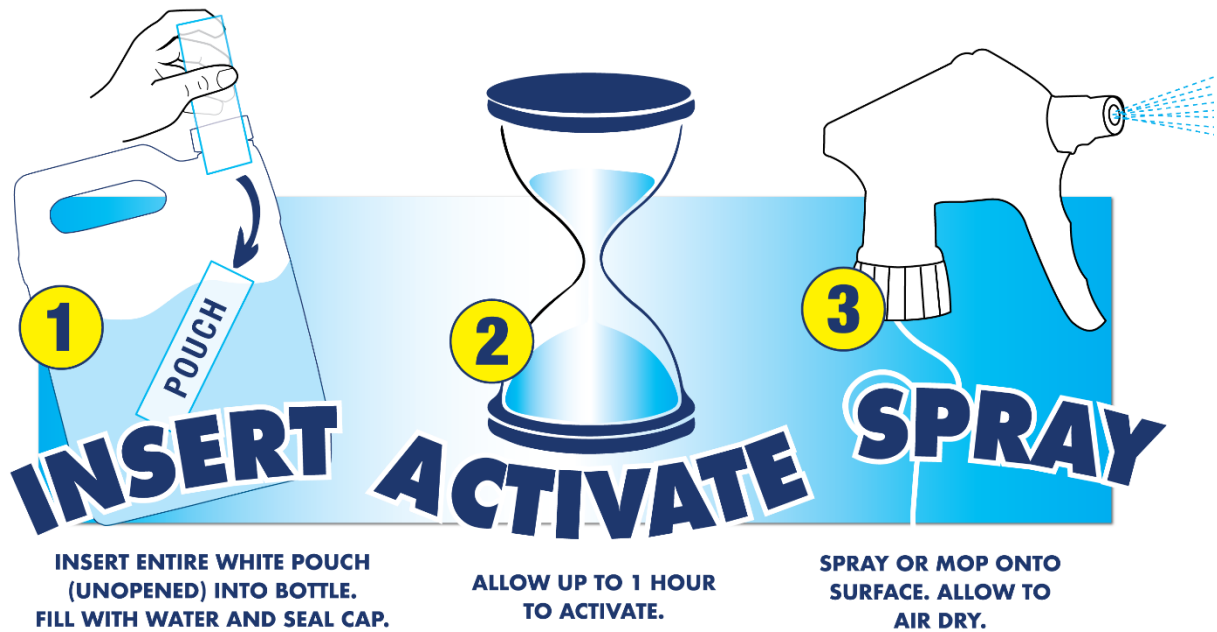 1
POUCH
INSERT
INSERT ENTIRE WHITE POUCH
(UNOPENED) INTO BOTTLE.
FILL WITH WATER AND SEAL CAP.
2
ACTIVATE
ALLOW UP TO 1 HOUR
TO ACTIVATE.
3
SPRAY
SPRAY OR MOP ONTO
SURFACE. ALLOW TO
AIR DRY.